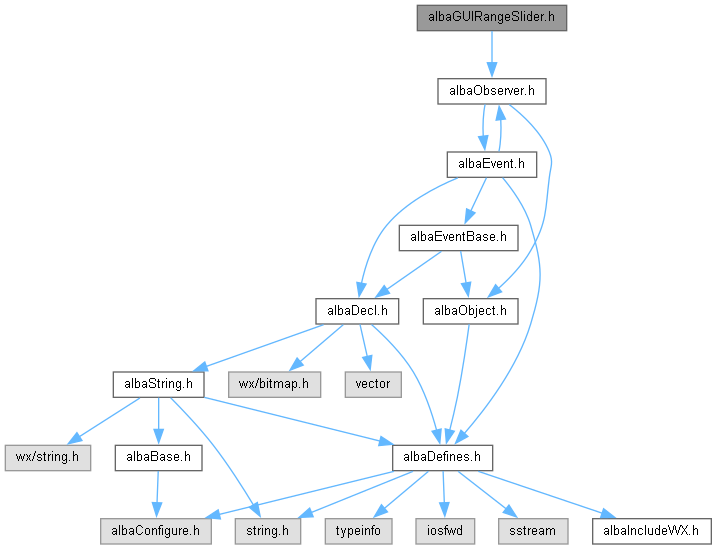 albaGUIRangeSlider.h
albaObserver.h
albaEvent.h
albaEventBase.h
albaDecl.h
albaObject.h
albaString.h
wx/bitmap.h
vector
wx/string.h
albaBase.h
albaDefines.h
albaConfigure.h
string.h
typeinfo
iosfwd
sstream
albaIncludeWX.h